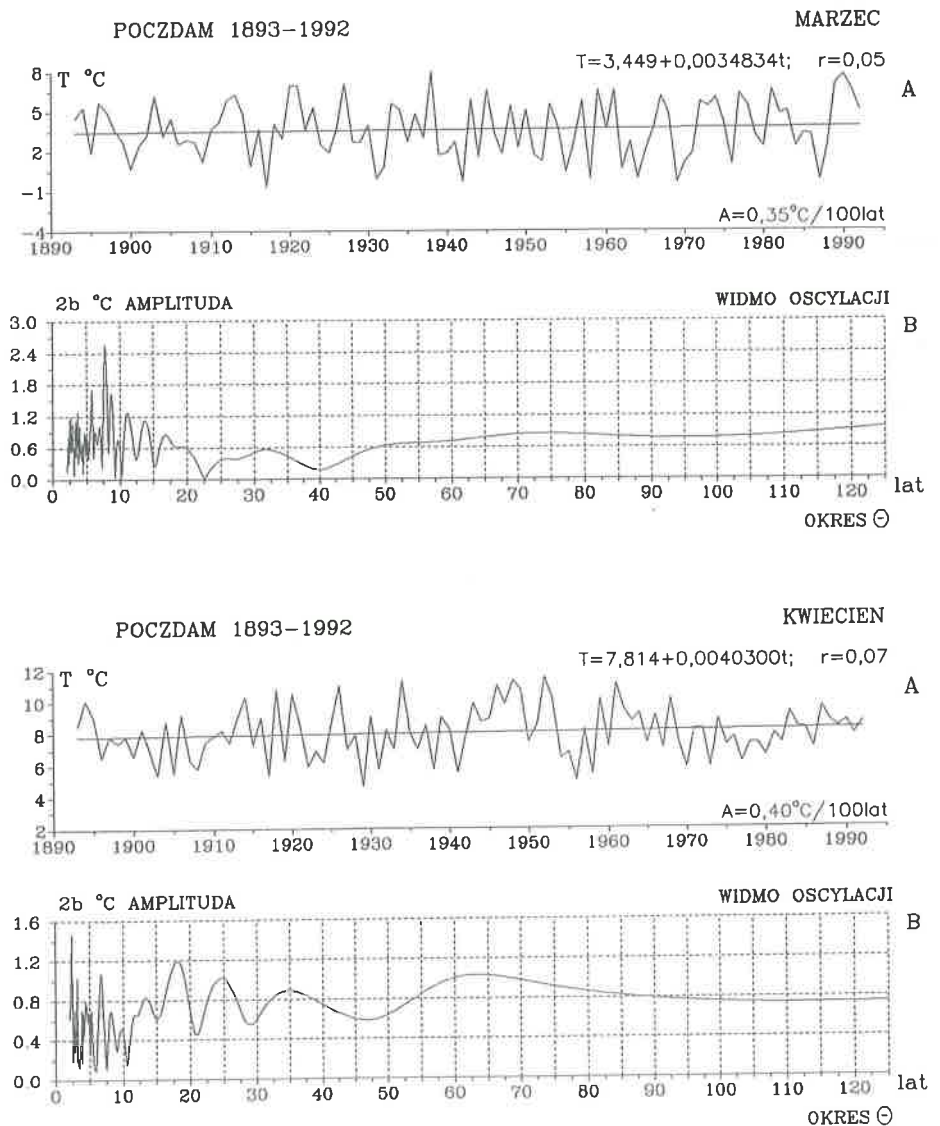 POCZDAM 1893-1992
MARZEC
T=3,449+0,0034834t; r=0,05
T °C
A
8
5
2
-1
-4
A=0,35°C/100lat
1890 1900 1910 1920 1930 1940 1950 1960 1970 1980 1990
2b °C AMPLITUDA
WIDMO OSCYLACJI
B
3.0
2.4
1.8
1.2
0.6
0.0
0 10 20 30 40 50 60 70 80 90 100 110 120 lat
OKRES Θ
POCZDAM 1893-1992
KWIECIEN
T=7,814+0,0040300t; r=0,07
T °C
A
12
10
8
6
4
2
A=0,40°C/100lat
1890 1900 1910 1920 1930 1940 1950 1960 1970 1980 1990
2b °C AMPLITUDA
WIDMO OSCYLACJI
B
1.6
1.2
0.8
0.4
0.0
0 10 20 30 40 50 60 70 80 90 100 110 120 lat
OKRES Θ